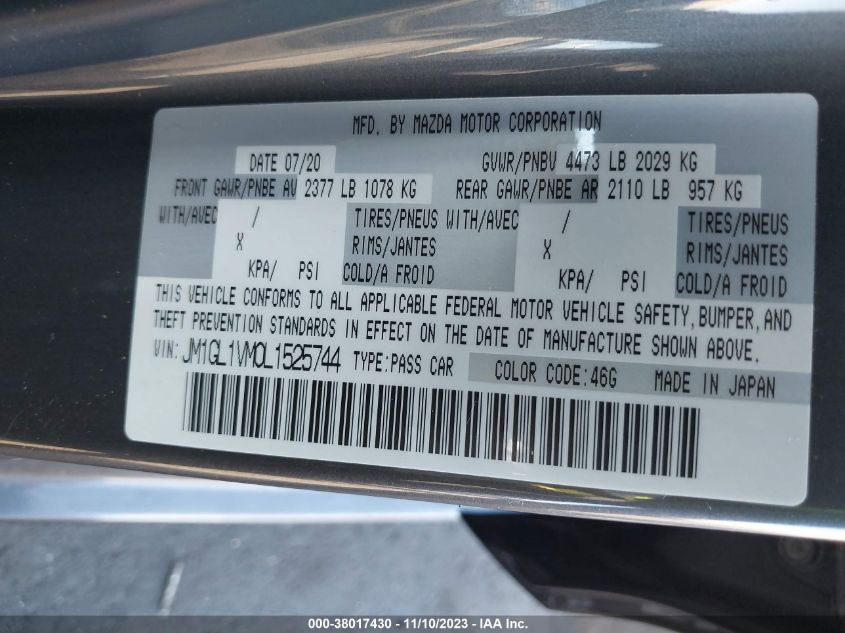 MFD. BY MAZDA MOTOR CORPORATION
DATE 07/20 GVWR/PNBV 4473 LB 2029 KG
FRONT GAWR/PNBE AV 2377 LB 1078 KG REAR GAWR/PNBE AR 2110 LB 957 KG
WITH/AVEC / TIRES/PNEUS WITH/AVEC / TIRES/PNEUS
X RIMS/JANTES X RIMS/JANTES
KPA/ PSI COLD/A FROID KPA/ PSI COLD/A FROID
THIS VEHICLE CONFORMS TO ALL APPLICABLE FEDERAL MOTOR VEHICLE SAFETY, BUMPER, AND
THEFT PREVENTION STANDARDS IN EFFECT ON THE DATE OF MANUFACTURE SHOWN ABOVE.
VIN: JM1GL1VM0L1525744 TYPE:PASS CAR COLOR CODE:46G MADE IN JAPAN
000-38017430 - 11/10/2023 - IAA Inc.